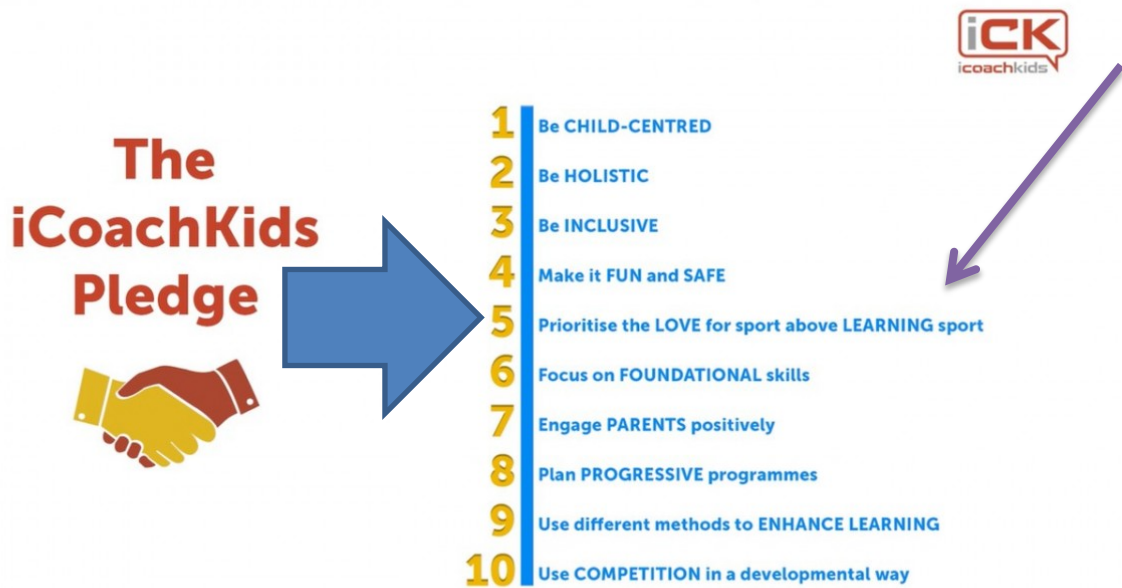 iCK
icoachkids
The
iCoachKids
Pledge
1 Be CHILD-CENTRED
2 Be HOLISTIC
3 Be INCLUSIVE
4 Make it FUN and SAFE
5 Prioritise the LOVE for sport above LEARNING sport
6 Focus on FOUNDATIONAL skills
7 Engage PARENTS positively
8 Plan PROGRESSIVE programmes
9 Use different methods to ENHANCE LEARNING
10 Use COMPETITION in a developmental way